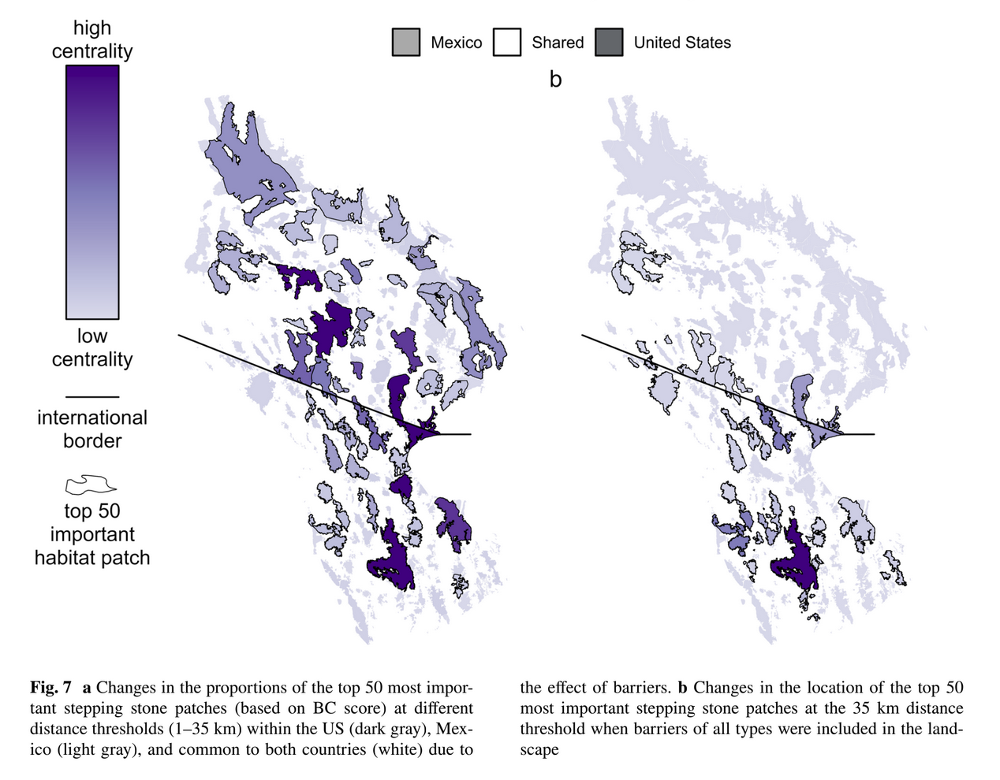 high
centrality
Mexico
Shared
United States
b
low
centrality
international
border
top 50
important
habitat patch
Fig. 7 a Changes in the proportions of the top 50 most impor-
tant stepping stone patches (based on BC score) at different
distance thresholds (1–35 km) within the US (dark gray), Mex-
ico (light gray), and common to both countries (white) due to
the effect of barriers. b Changes in the location of the top 50
most important stepping stone patches at the 35 km distance
threshold when barriers of all types were included in the land-
scape